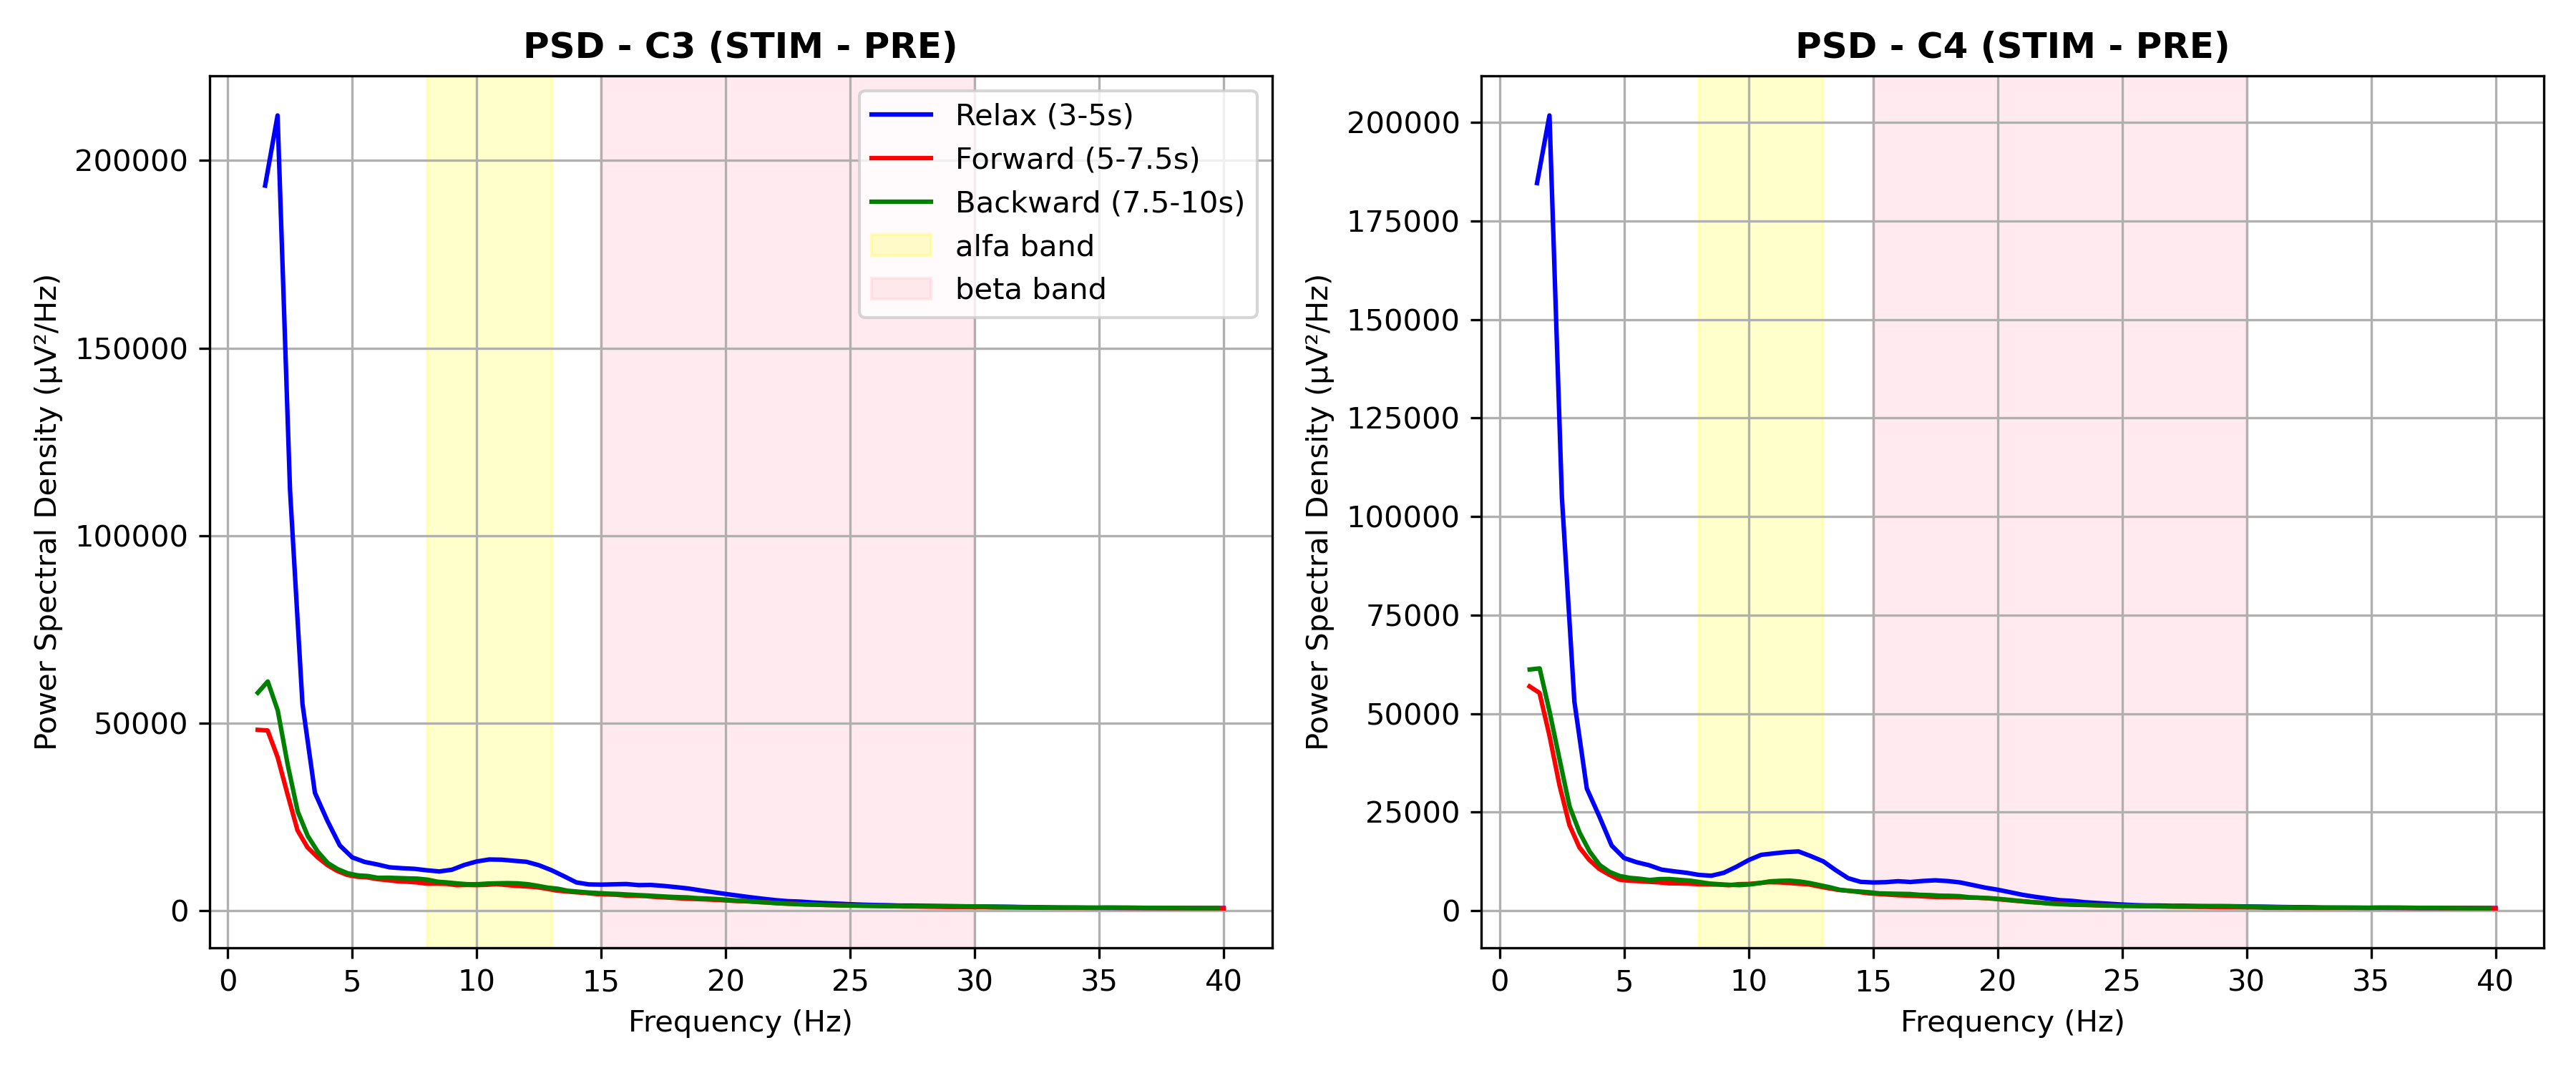 PSD - C3 (STIM - PRE)
Power Spectral Density (µV²/Hz)
200000
150000
100000
50000
0
Relax (3-5s)
Forward (5-7.5s)
Backward (7.5-10s)
alfa band
beta band
0 5 10 15 20 25 30 35 40
Frequency (Hz)
PSD - C4 (STIM - PRE)
Power Spectral Density (µV²/Hz)
200000
175000
150000
125000
100000
75000
50000
25000
0
0 5 10 15 20 25 30 35 40
Frequency (Hz)